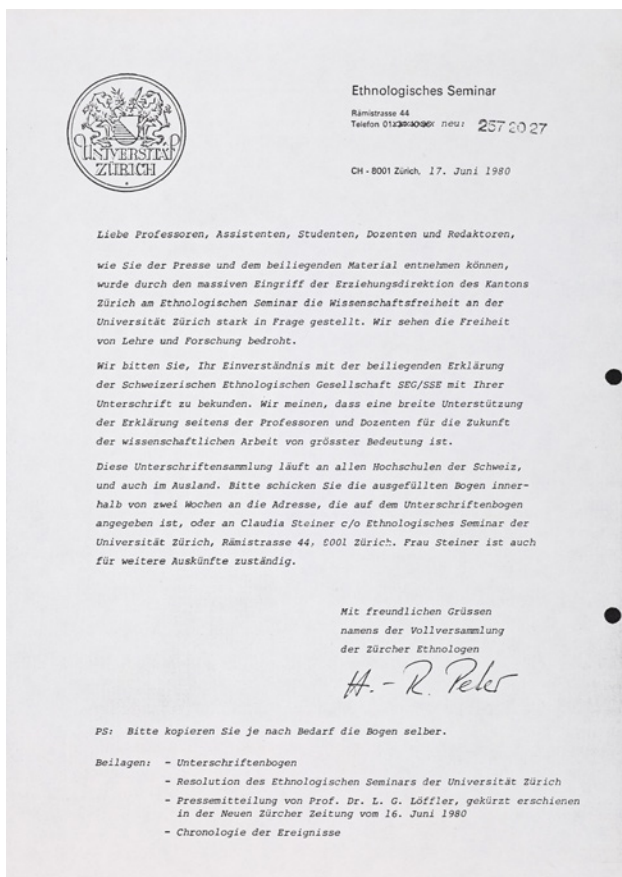 UNIVERSITÄT
ZÜRICH
Ethnologisches Seminar
Rämistrasse 44
Telefon 01 neu: 257 20 27
CH - 8001 Zürich, 17. Juni 1980
Liebe Professoren, Assistenten, Studenten, Dozenten und Redaktoren,
wie Sie der Presse und dem beiliegenden Material entnehmen können,
wurde durch den massiven Eingriff der Erziehungsdirektion des Kantons
Zürich am Ethnologischen Seminar die Wissenschaftsfreiheit an der
Universität Zürich stark in Frage gestellt. Wir sehen die Freiheit
von Lehre und Forschung bedroht.
Wir bitten Sie, Ihr Einverständnis mit der beiliegenden Erklärung
der Schweizerischen Ethnologischen Gesellschaft SEG/SSE mit Ihrer
Unterschrift zu bekunden. Wir meinen, dass eine breite Unterstützung
der Erklärung seitens der Professoren und Dozenten für die Zukunft
der wissenschaftlichen Arbeit von grösster Bedeutung ist.
Diese Unterschriftensammlung läuft an allen Hochschulen der Schweiz,
und auch im Ausland. Bitte schicken Sie die ausgefüllten Bogen inner-
halb von zwei Wochen an die Adresse, die auf dem Unterschriftenbogen
angegeben ist, oder an Claudia Steiner c/o Ethnologisches Seminar der
Universität Zürich, Rämistrasse 44, 8001 Zürich. Frau Steiner ist auch
für weitere Auskünfte zuständig.
Mit freundlichen Grüssen
namens der Vollversammlung
der Zürcher Ethnologen
H.-R. Peter
PS: Bitte kopieren Sie je nach Bedarf die Bogen selber.
Beilagen: - Unterschriftenbogen
- Resolution des Ethnologischen Seminars der Universität Zürich
- Pressemitteilung von Prof. Dr. L. G. Löffler, gekürzt erschienen
in der Neuen Zürcher Zeitung vom 16. Juni 1980
- Chronologie der Ereignisse